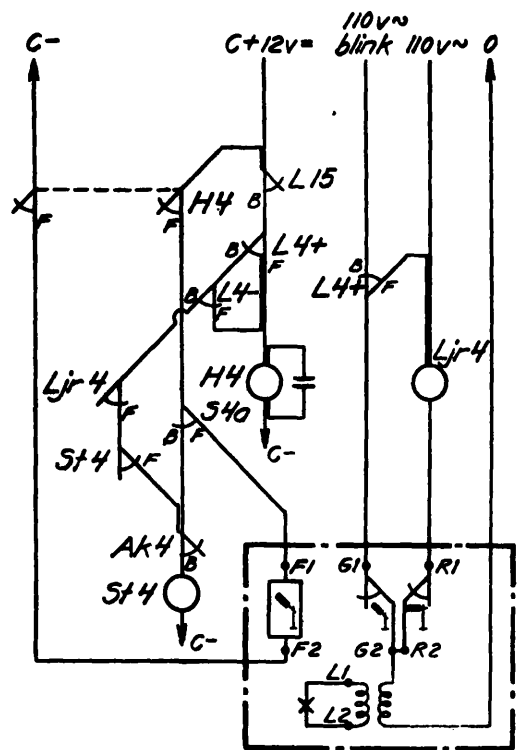 C-
C+12v=
110v~
blink
110v~
0
L15
B
F
H4
F
B
L4+
F
B
L4-
F
B
L4+
F
Ljr4
Ljr4
F
H4
S4a
C-
B
F
St4
F
Ak4
B
St4
C-
F1
G1
R1
F2
G2
R2
L1
L2